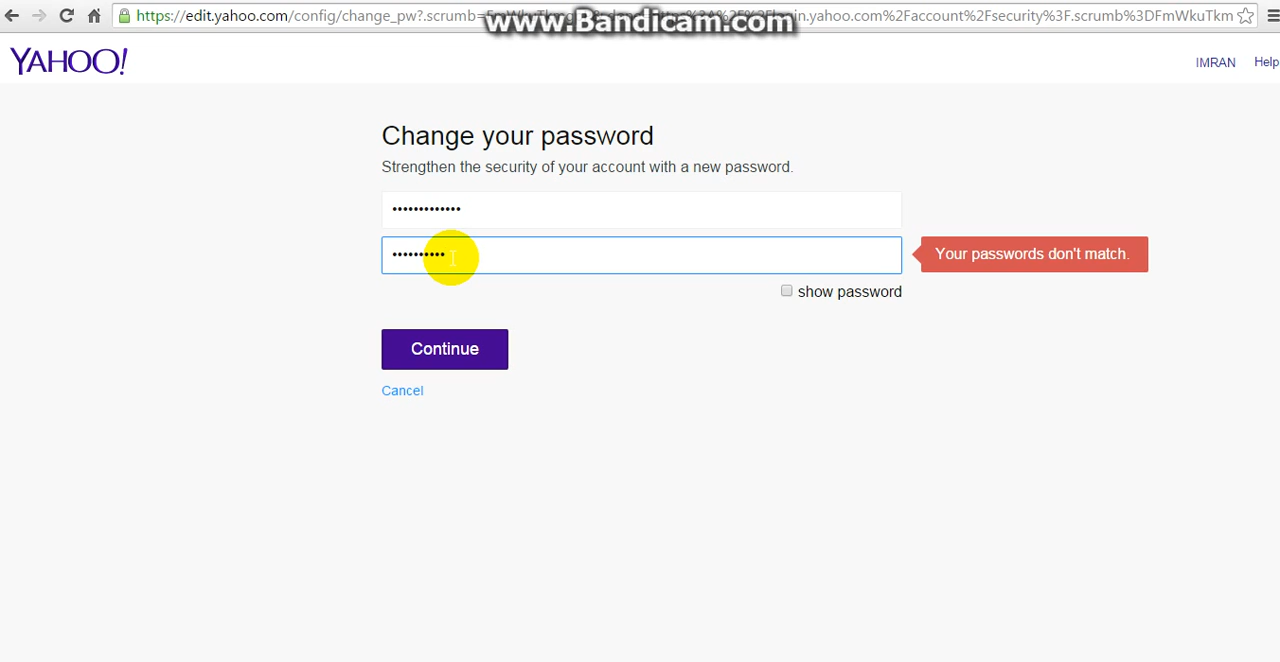 https://edit.yahoo.com/config/change_pw?.scrumb= in.yahoo.com%2Faccount%2Fsecurity%3F.scrumb%3DFmWkuTkm
www.Bandicam.com
YAHOO!
IMRAN Help
Change your password
Strengthen the security of your account with a new password.
•••••••••••••
••••••••••
Your passwords don't match.
show password
Continue
Cancel